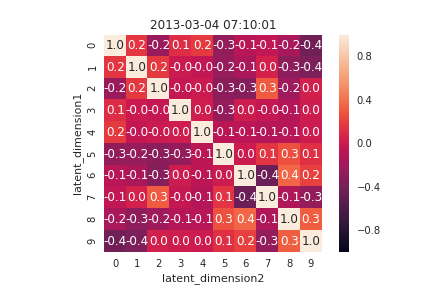 2013-03-04 07:10:01
latent_dimension1
0 1.0 0.2 -0.2 0.1 0.2 -0.3 -0.1 -0.1 -0.2 -0.4
1 0.2 1.0 0.2 -0.0 -0.0 -0.2 -0.1 0.0 -0.3 -0.4
2 -0.2 0.2 1.0 -0.0 0.0 -0.3 -0.3 0.3 -0.2 0.0
3 0.1 -0.0 -0.0 1.0 0.0 -0.3 0.0 -0.0 -0.1 0.0
4 0.2 -0.0 0.0 0.0 1.0 -0.1 -0.1 -0.1 -0.1 0.0
5 -0.3 -0.2 -0.3 -0.3 -0.1 1.0 0.0 0.1 0.3 0.1
6 -0.1 -0.1 -0.3 0.0 -0.1 0.0 1.0 -0.4 0.4 0.2
7 -0.1 0.0 0.3 -0.0 -0.1 0.1 -0.4 1.0 -0.1 -0.3
8 -0.2 -0.3 -0.2 -0.1 -0.1 0.3 0.4 -0.1 1.0 0.3
9 -0.4 -0.4 0.0 0.0 0.0 0.1 0.2 -0.3 0.3 1.0
0 1 2 3 4 5 6 7 8 9
latent_dimension2
0.8
0.4
0.0
−0.4
−0.8